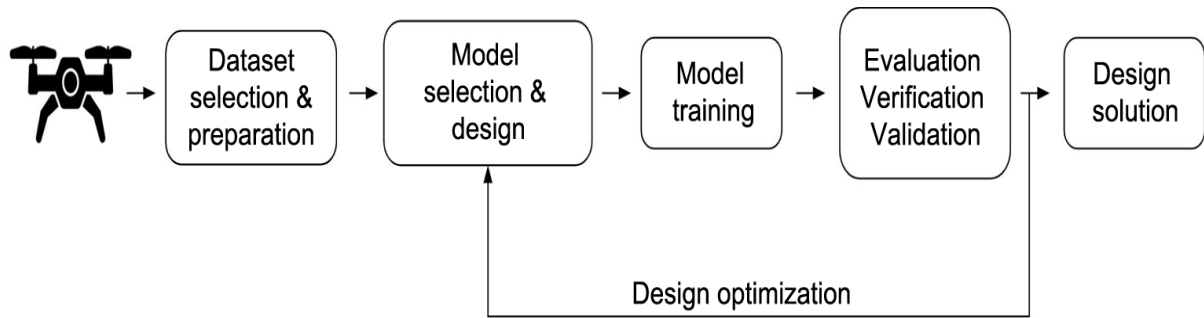 Dataset
selection &
preparation
Model
selection &
design
Model
training
Evaluation
Verification
Validation
Design
solution
Design optimization